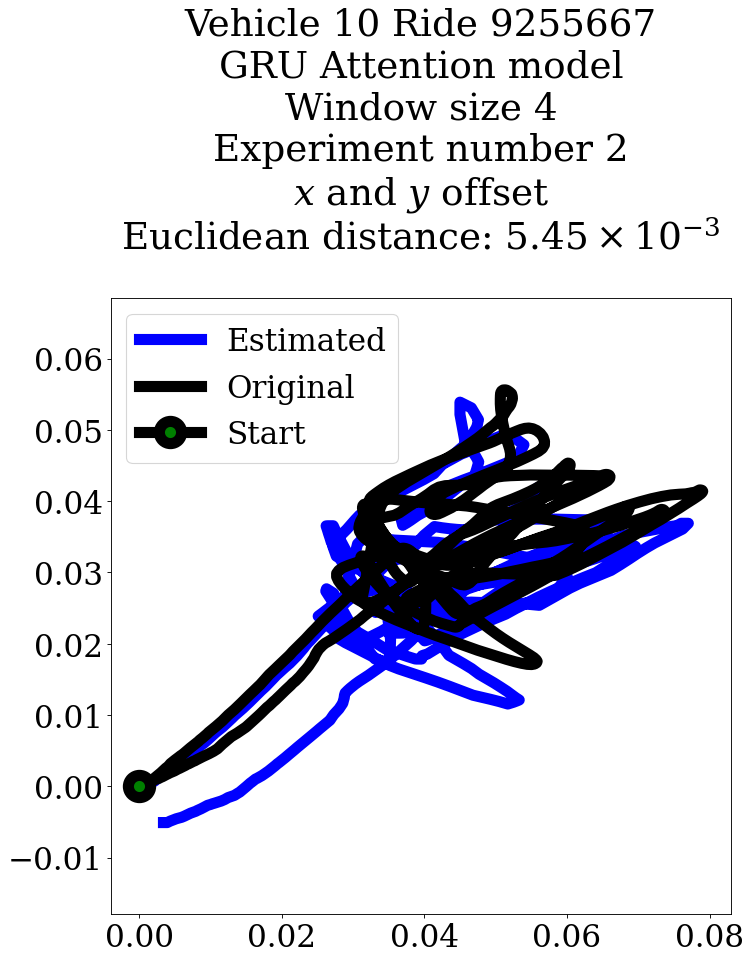 Vehicle 10 Ride 9255667
GRU Attention model
Window size 4
Experiment number 2
x and y offset
Euclidean distance: 5.45 × 10⁻³
Estimated
Original
Start
0.06
0.05
0.04
0.03
0.02
0.01
0.00
−0.01
0.00 0.02 0.04 0.06 0.08